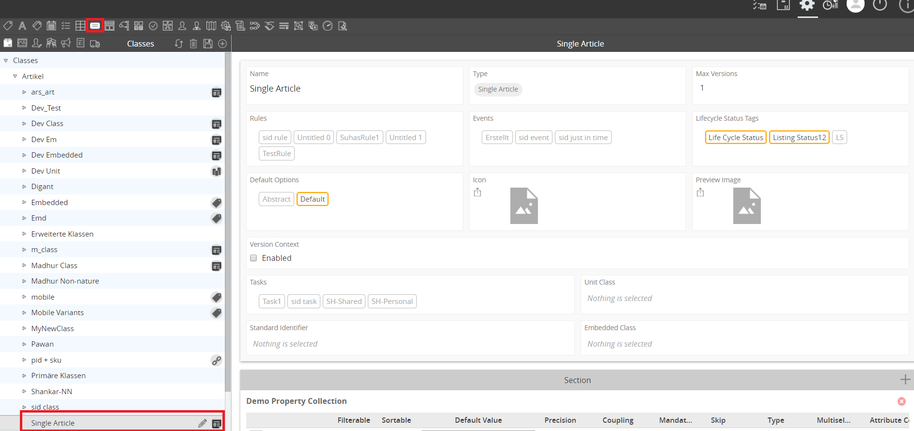 Classes
Single Article
Classes
Artikel
ars_art
Dev_Test
Dev Class
Dev Em
Dev Embedded
Dev Unit
Digant
Embedded
Emd
Erweiterte Klassen
m_class
Madhur Class
Madhur Non-nature
mobile
Mobile Variants
MyNewClass
Pawan
pid + sku
Primäre Klassen
Shankar-NN
sid class
Single Article
Name
Single Article
Type
Single Article
Max Versions
1
Rules
sid rule Untitled 0 SuhasRule1 Untitled 1
TestRule
Events
Erstellt sid event sid just in time
Lifecycle Status Tags
Life Cycle Status Listing Status12 LS
Default Options
Abstract Default
Icon
Preview Image
Version Context
Enabled
Tasks
Task1 sid task SH-Shared SH-Personal
Unit Class
Nothing is selected
Standard Identifier
Nothing is selected
Embedded Class
Nothing is selected
Section
Demo Property Collection
Filterable Sortable Default Value Precision Coupling Mandat... Skip Type Multisel... Attribute C